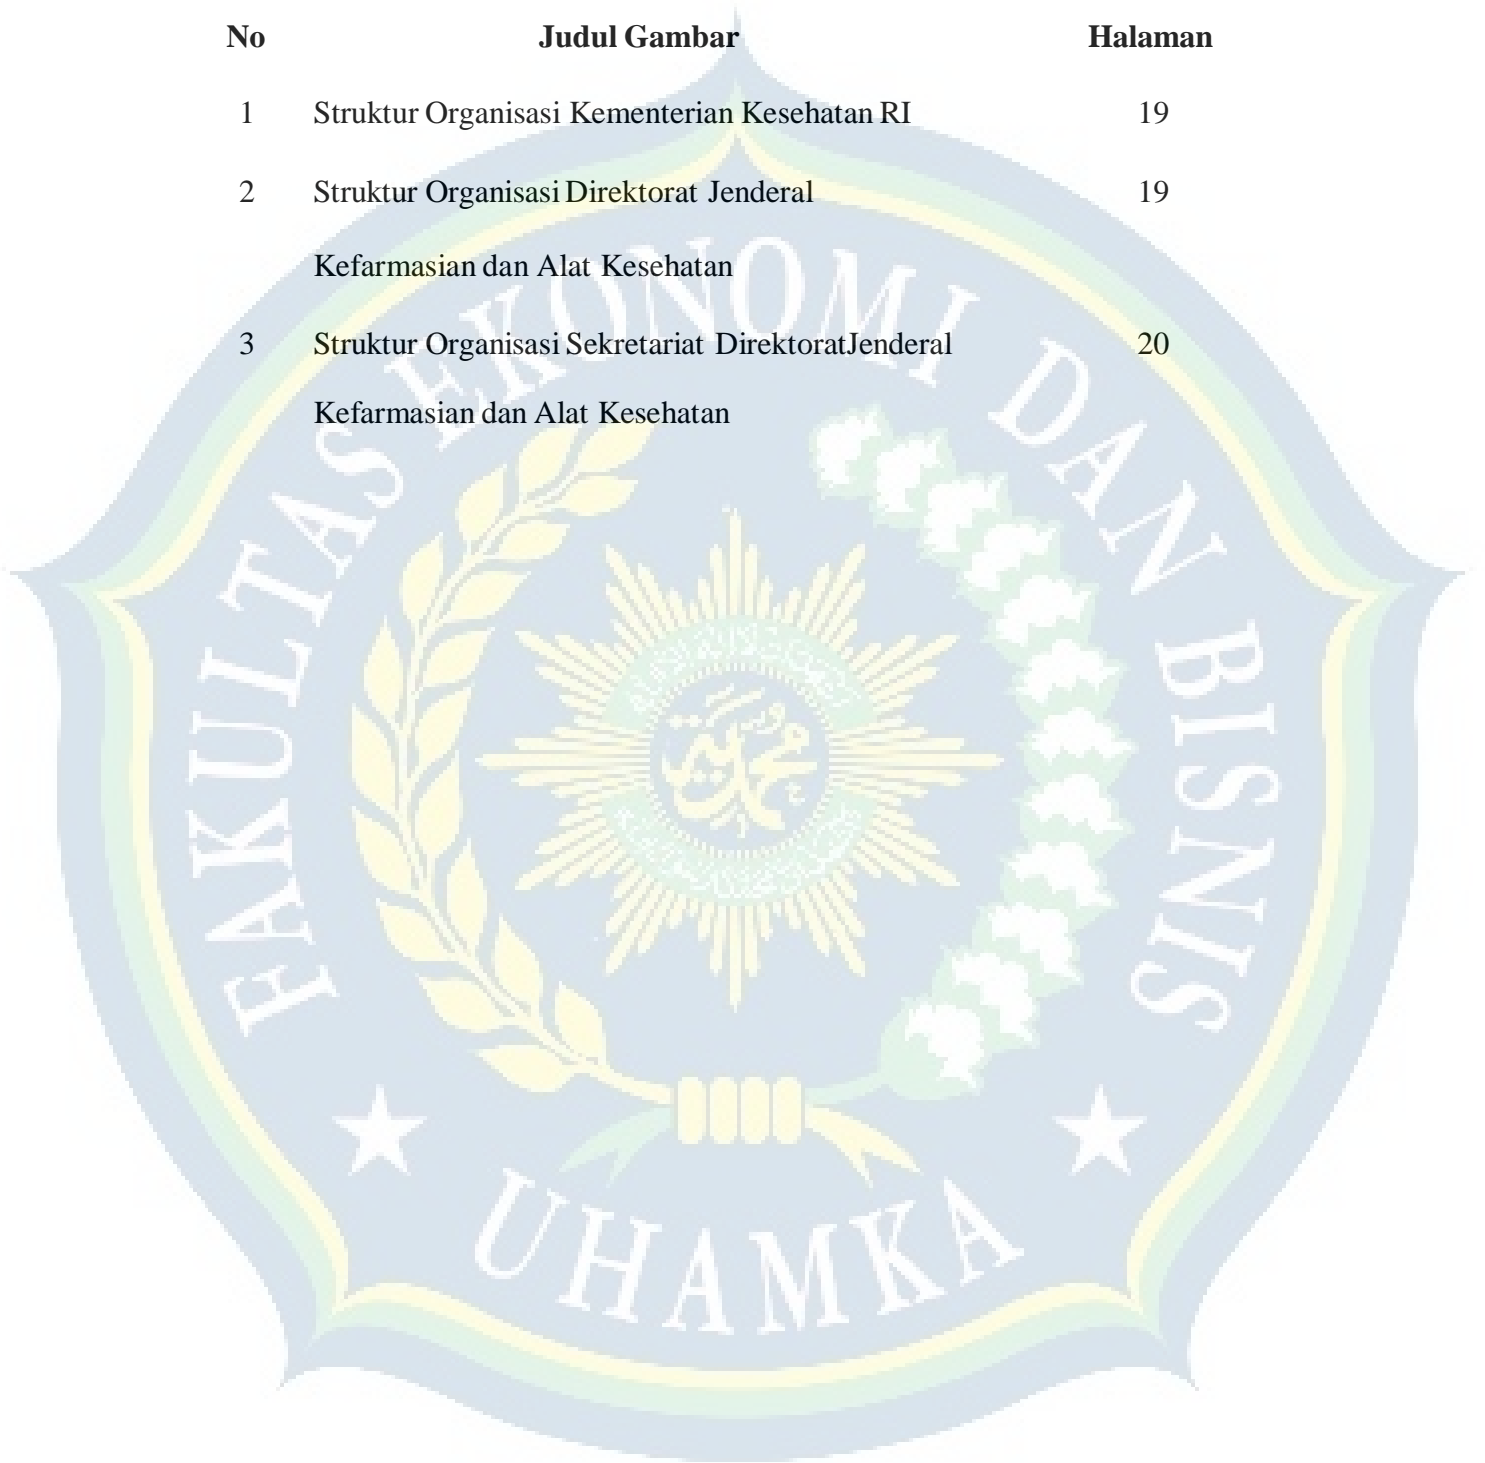 No Judul Gambar Halaman
1 Struktur Organisasi Kementerian Kesehatan RI 19
2 Struktur Organisasi Direktorat Jenderal 19
Kefarmasian dan Alat Kesehatan
3 Struktur Organisasi Sekretariat DirektoratJenderal 20
Kefarmasian dan Alat Kesehatan
FAKULTAS EKONOMI DAN BISNIS
UHAMKA